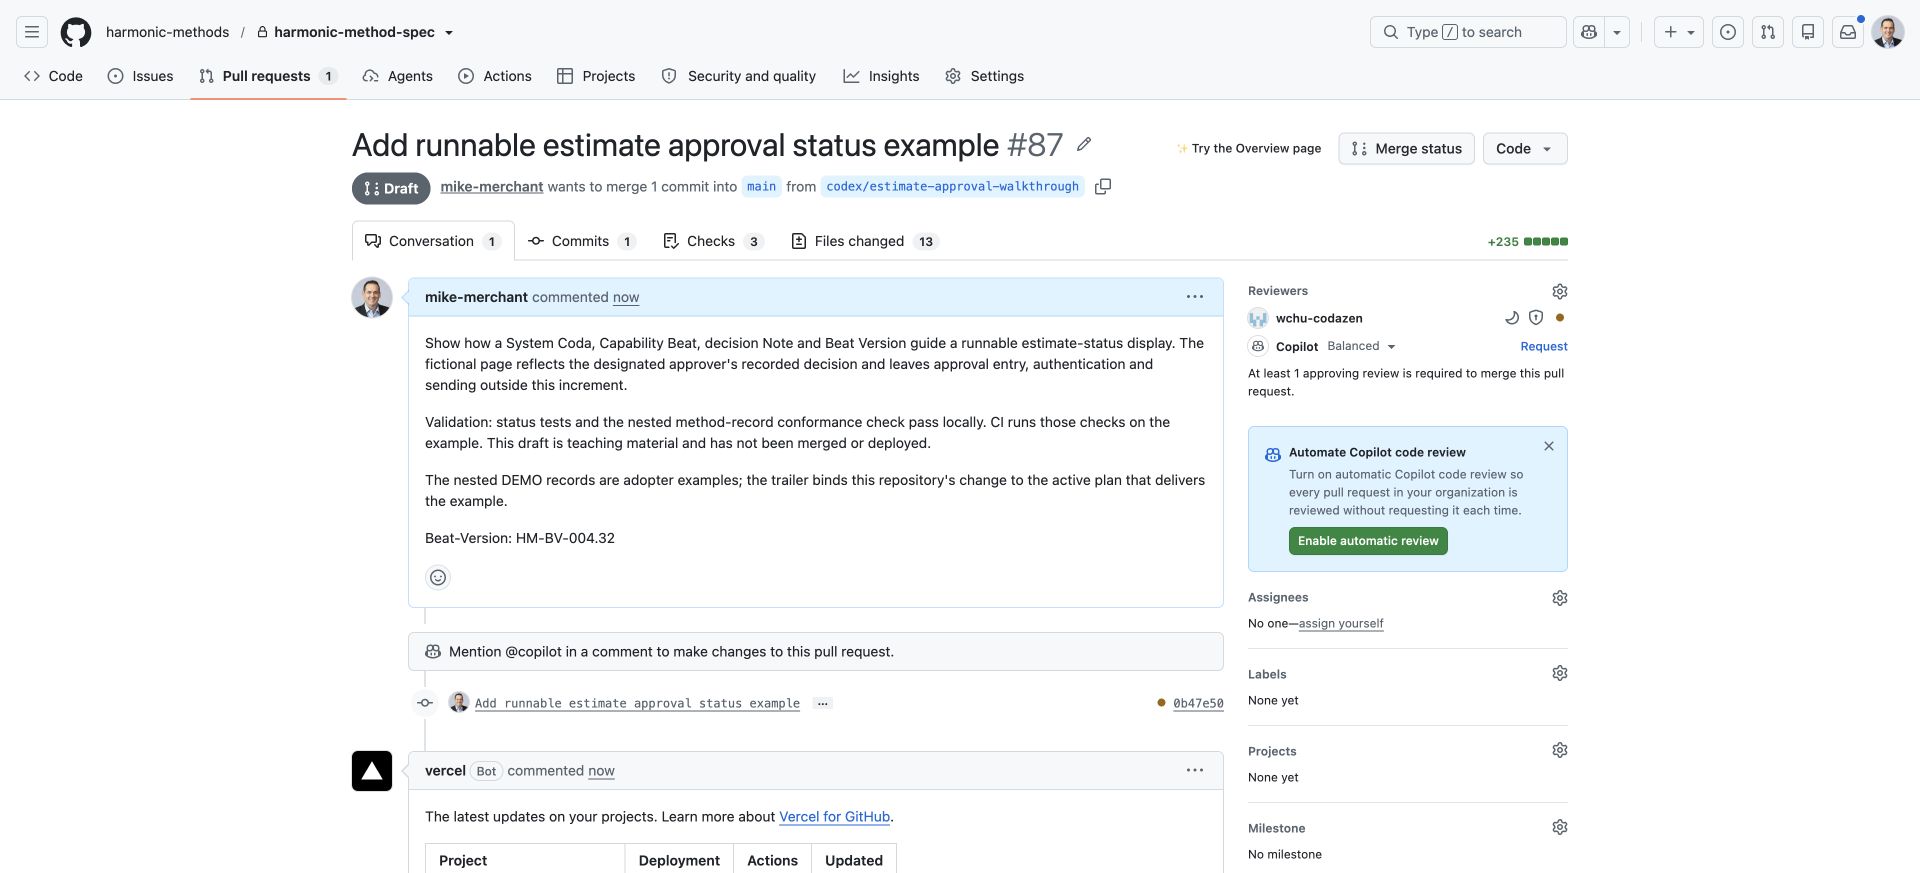 harmonic-methods / harmonic-method-spec
Type / to search
Code
Issues
Pull requests 1
Agents
Actions
Projects
Security and quality
Insights
Settings
Add runnable estimate approval status example #87
Try the Overview page
Merge status
Code
Draft
mike-merchant wants to merge 1 commit into main from codex/estimate-approval-walkthrough
Conversation 1
Commits 1
Checks 3
Files changed 13
+235
mike-merchant commented now
Show how a System Coda, Capability Beat, decision Note and Beat Version guide a runnable estimate-status display. The
fictional page reflects the designated approver's recorded decision and leaves approval entry, authentication and
sending outside this increment.
Validation: status tests and the nested method-record conformance check pass locally. CI runs those checks on the
example. This draft is teaching material and has not been merged or deployed.
The nested DEMO records are adopter examples; the trailer binds this repository's change to the active plan that delivers
the example.
Beat-Version: HM-BV-004.32
Mention @copilot in a comment to make changes to this pull request.
Add runnable estimate approval status example ...
0b47e50
vercel Bot commented now
The latest updates on your projects. Learn more about Vercel for GitHub.
Project Deployment Actions Updated
Reviewers
wchu-codazen
Copilot Balanced Request
At least 1 approving review is required to merge this pull
request.
Automate Copilot code review
Turn on automatic Copilot code review so
every pull request in your organization is
reviewed without requesting it each time.
Enable automatic review
Assignees
No one—assign yourself
Labels
None yet
Projects
None yet
Milestone
No milestone